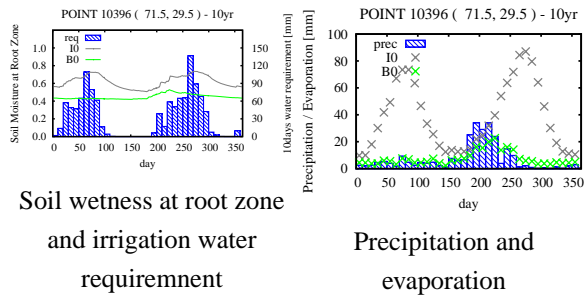 POINT 10396 ( 71.5, 29.5 ) - 10yr
req
I0
B0
Soil Moisture at Root Zone
1.0
0.8
0.6
0.4
0.2
0.0
150
120
90
60
30
0
10days water requirement [mm]
0 50 100 150 200 250 300 350
day
Soil wetness at root zone
and irrigation water
requiremnent
POINT 10396 ( 71.5, 29.5 ) - 10yr
prec
I0
B0
Precipitation / Evaporation [mm]
100
80
60
40
20
0
0 50 100 150 200 250 300 350
day
Precipitation and
evaporation